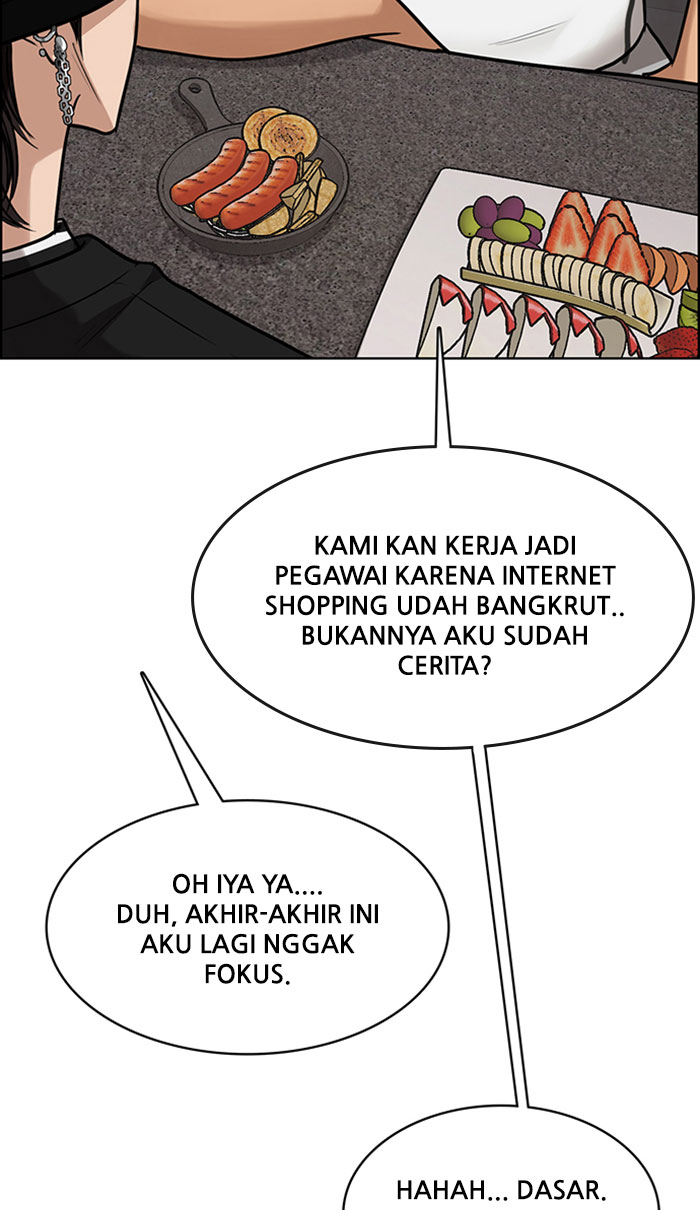 KAMI KAN KERJA JADI
PEGAWAI KARENA INTERNET
SHOPPING UDAH BANGKRUT..
BUKANNYA AKU SUDAH
CERITA?
OH IYA YA....
DUH, AKHIR-AKHIR INI
AKU LAGI NGGAK
FOKUS.
HAHAH... DASAR.